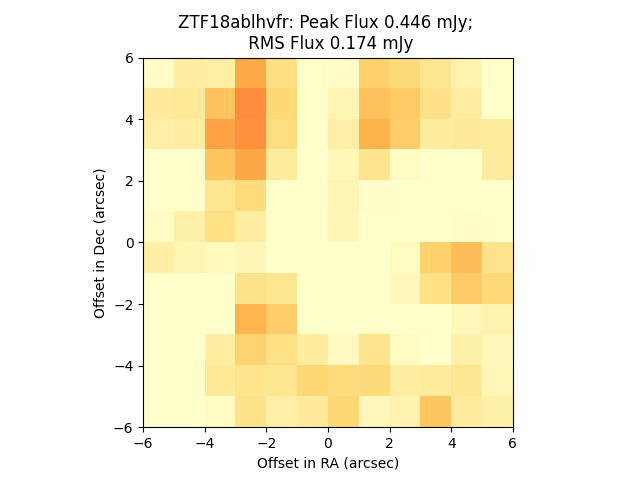 ZTF18ablhvfr: Peak Flux 0.446 mJy;
RMS Flux 0.174 mJy
6
4
2
0
−2
−4
−6
Offset in Dec (arcsec)
−6 −4 −2 0 2 4 6
Offset in RA (arcsec)